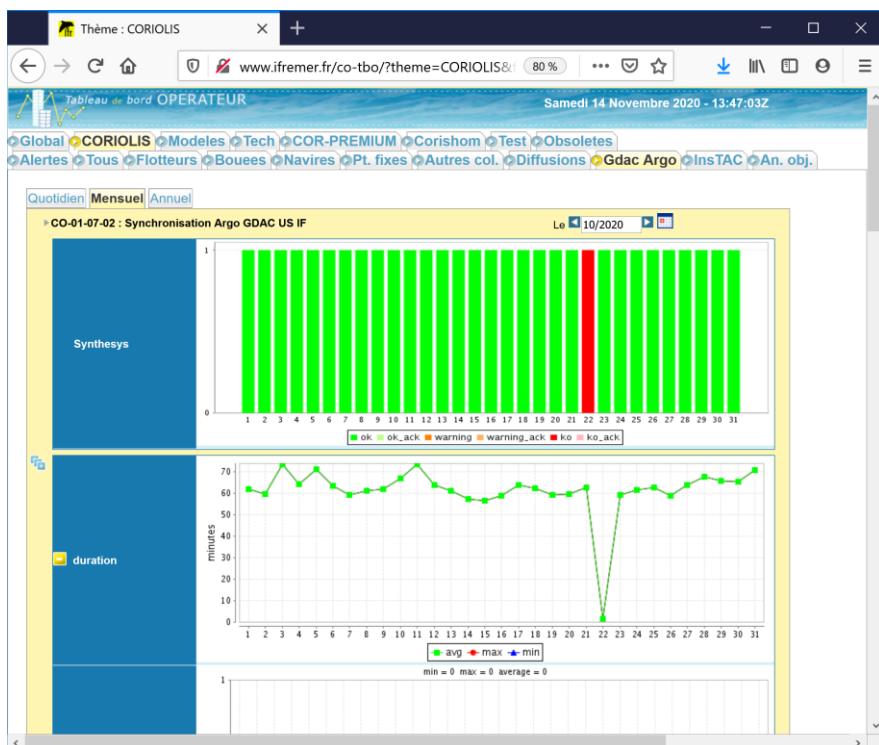 Thème : CORIOLIS
www.ifremer.fr/co-tbo/?theme=CORIOLIS& 80 %
Tableau de bord OPERATEUR
Samedi 14 Novembre 2020 - 13:47:03Z
Global CORIOLIS Modeles Tech COR-PREMIUM Corishom Test Obsoletes
Alertes Tous Flotteurs Bouees Navires Pt. fixes Autres col. Diffusions Gdac Argo InsTAC An. obj.
Quotidien Mensuel Annuel
CO-01-07-02 : Synchronisation Argo GDAC US IF
Le 10/2020
Synthesys
1
0
1 2 3 4 5 6 7 8 9 10 11 12 13 14 15 16 17 18 19 20 21 22 23 24 25 26 27 28 29 30 31
ok ok_ack warning warning_ack ko ko_ack
duration
minutes
70
60
50
40
30
20
10
0
1 2 3 4 5 6 7 8 9 10 11 12 13 14 15 16 17 18 19 20 21 22 23 24 25 26 27 28 29 30 31
avg max min
min = 0 max = 0 average = 0
1